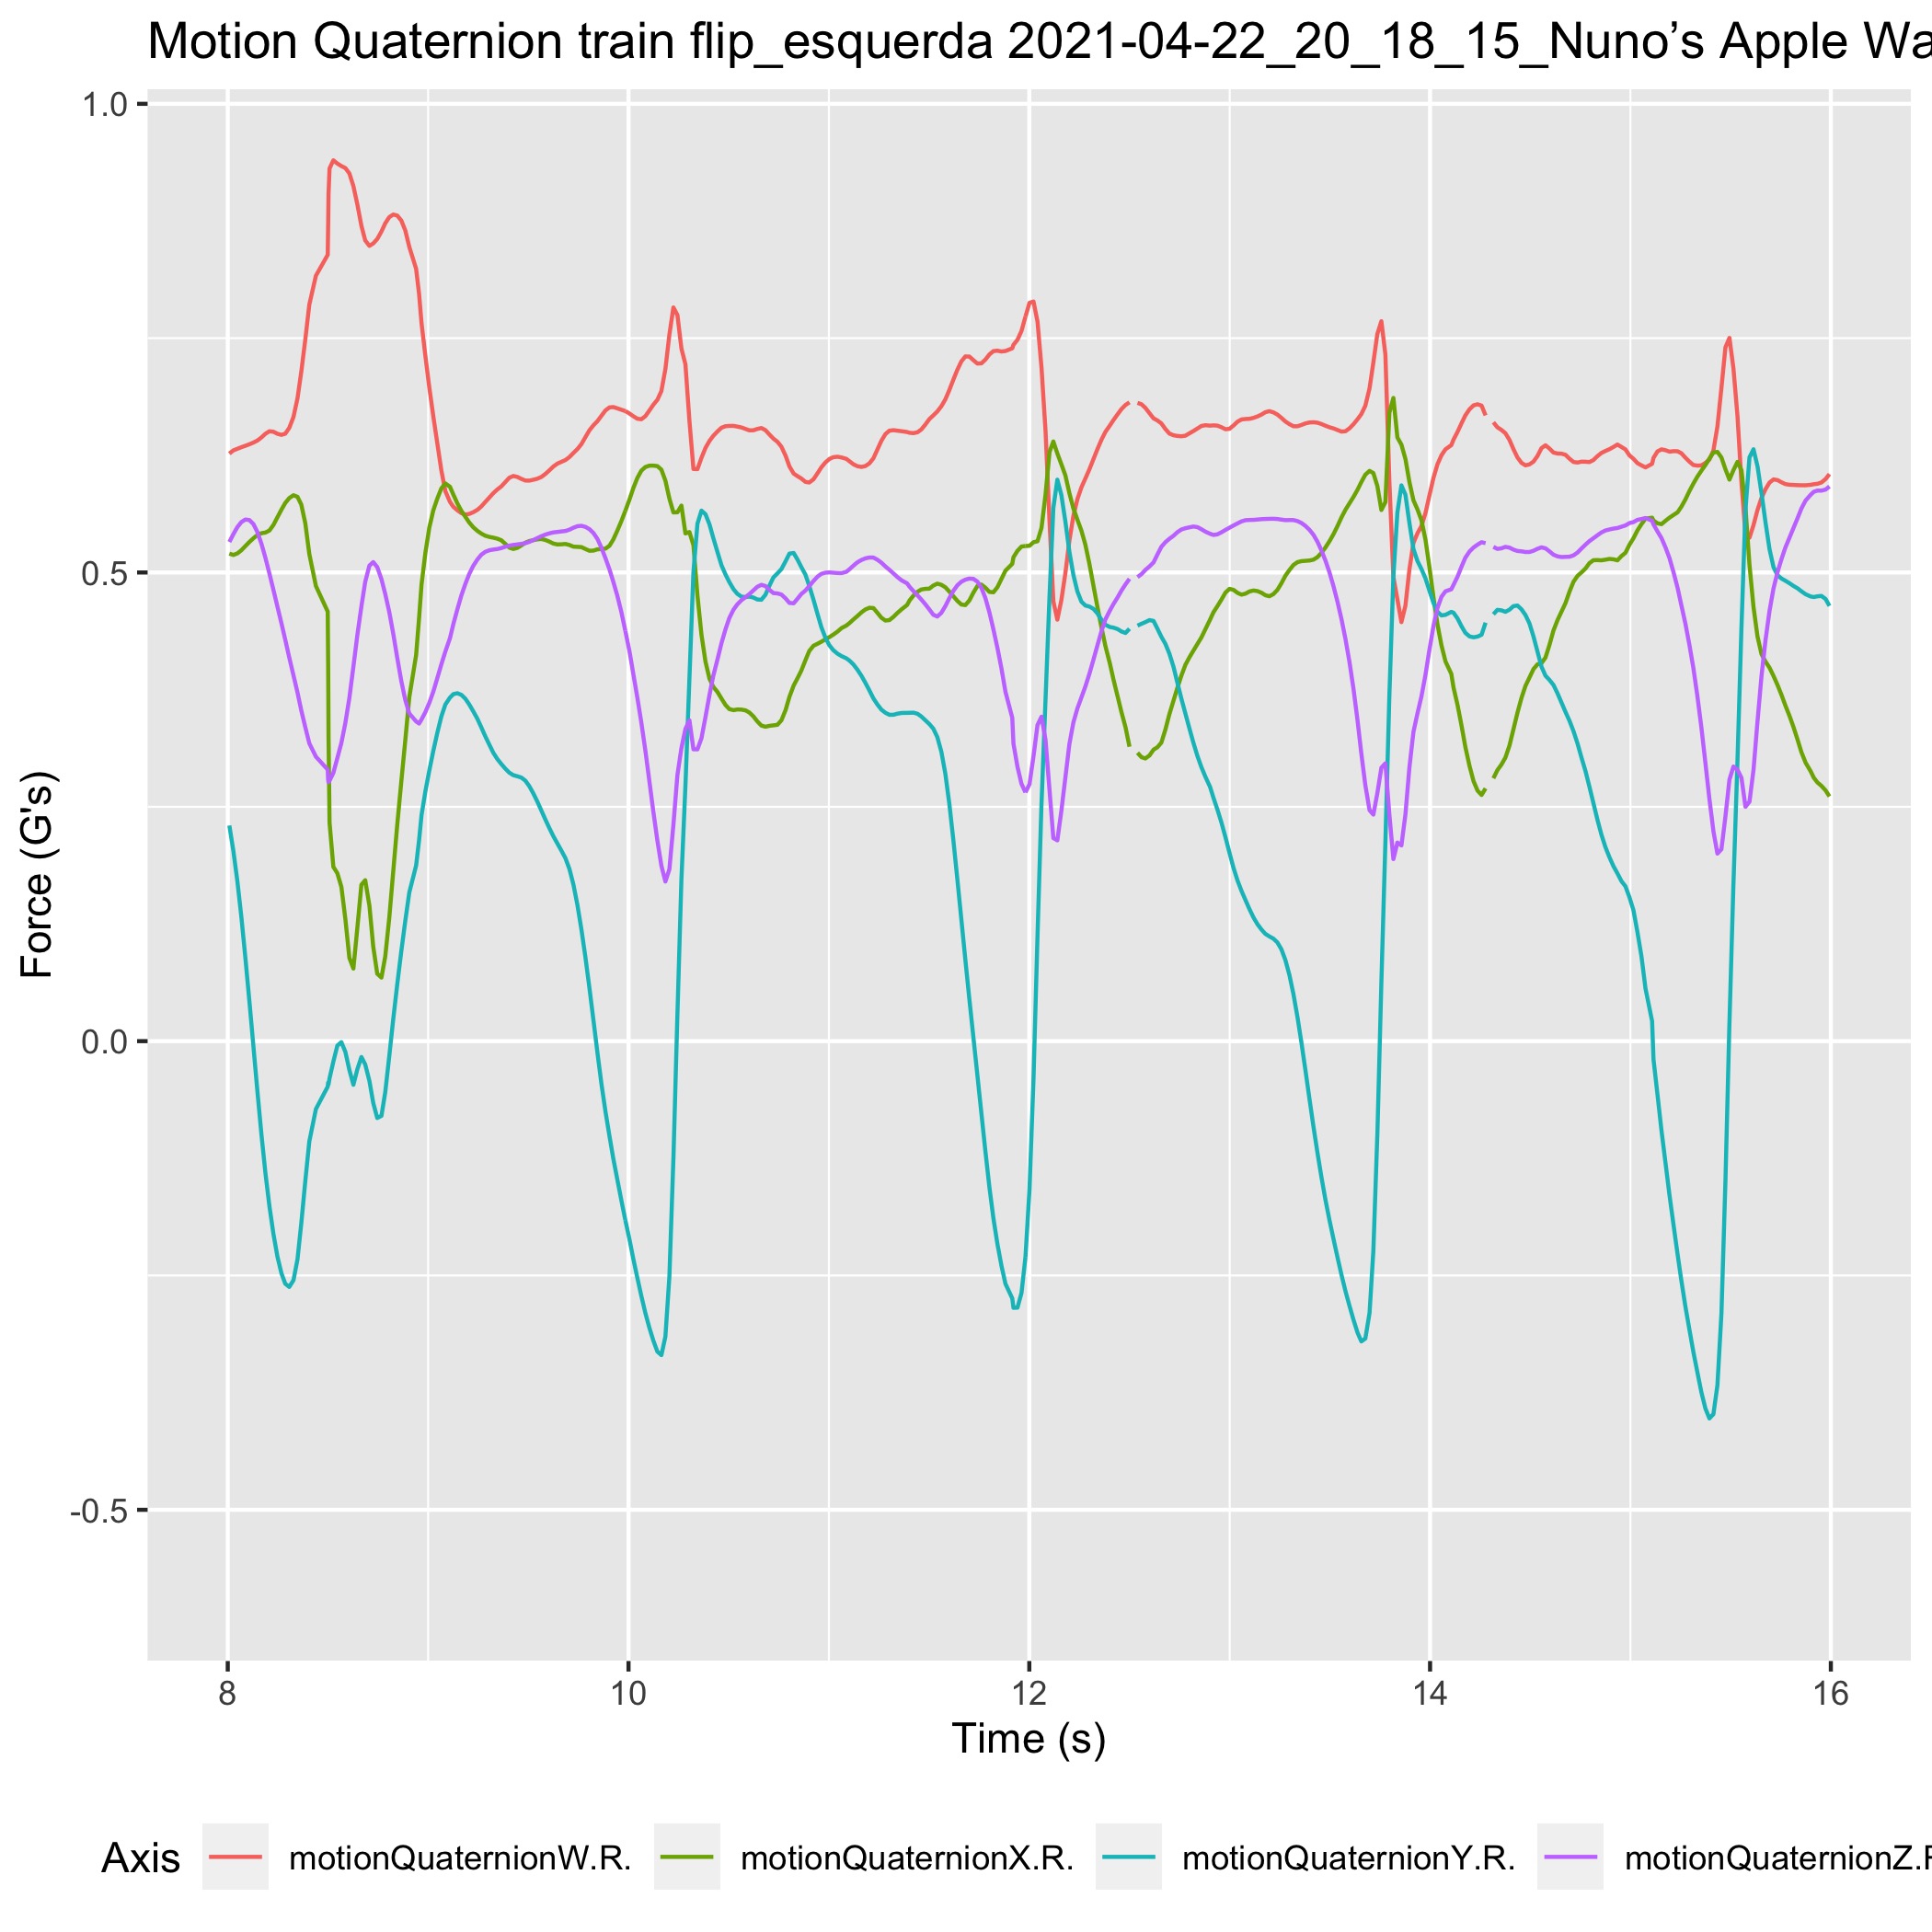 Motion Quaternion train flip_esquerda 2021-04-22_20_18_15_Nuno’s Apple
1.0
0.5
0.0
-0.5
Force (G's)
8 10 12 14 16
Time (s)
Axis motionQuaternionW.R. motionQuaternionX.R. motionQuaternionY.R. motionQuaternionZ.